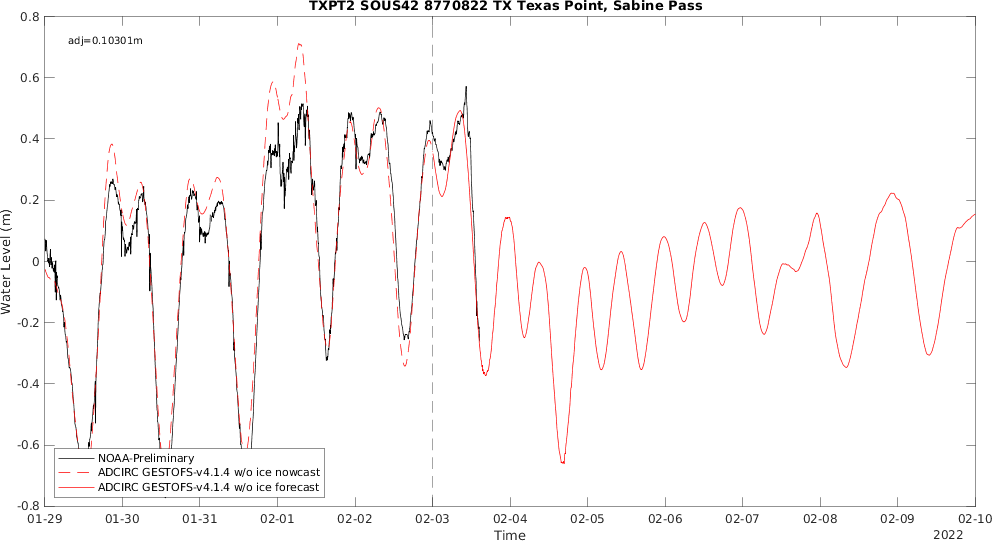 TXPT2 SOUS42 8770822 TX Texas Point, Sabine Pass
adj=0.10301m
0.8
0.6
0.4
0.2
0
-0.2
-0.4
-0.6
-0.8
Water Level (m)
NOAA-Preliminary
ADCIRC GESTOFS-v4.1.4 w/o ice nowcast
ADCIRC GESTOFS-v4.1.4 w/o ice forecast
01-29 01-30 01-31 02-01 02-02 02-03 02-04 02-05 02-06 02-07 02-08 02-09 02-10
Time
2022